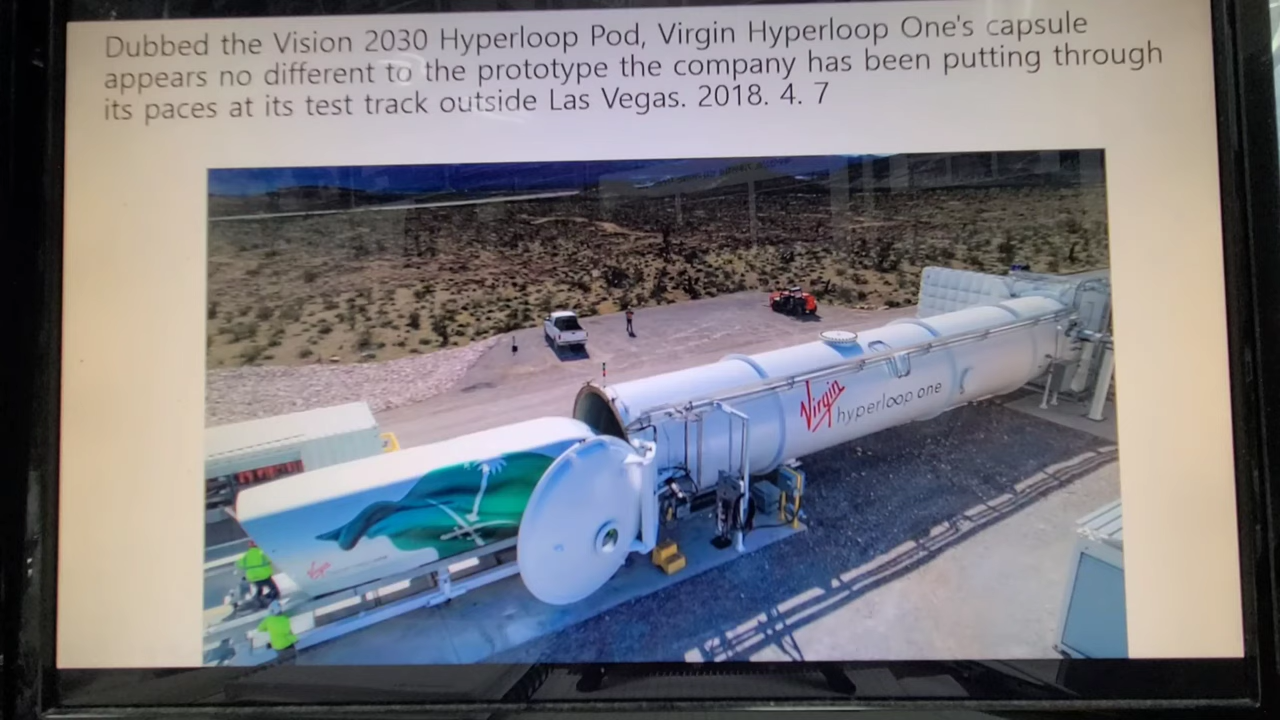 Dubbed the Vision 2030 Hyperloop Pod, Virgin Hyperloop One's capsule
appears no different to the prototype the company has been putting through
its paces at its test track outside Las Vegas. 2018. 4. 7
Virgin
hyperloop one
Virgin